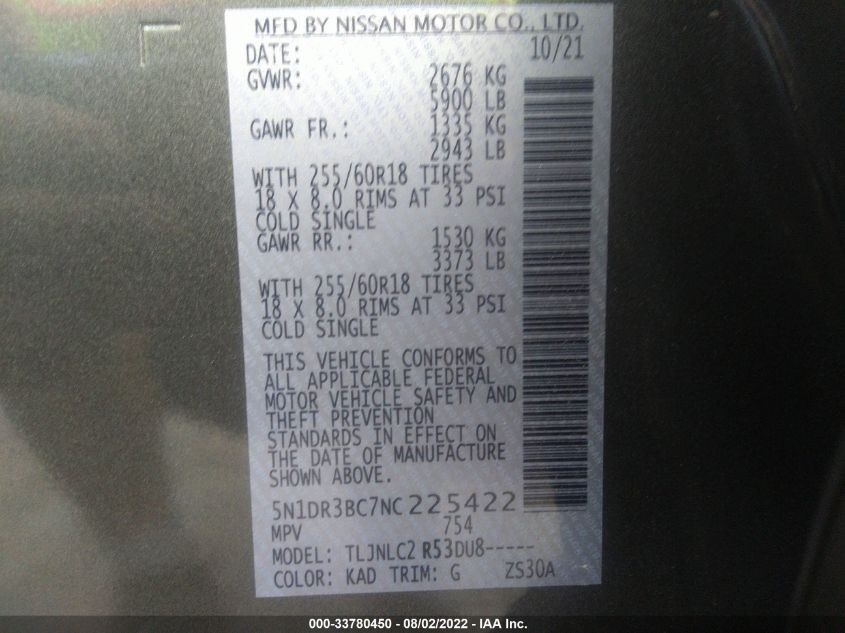 MFD BY NISSAN MOTOR CO., LTD.
DATE: 10/21
GVWR: 2676 KG
5900 LB
GAWR FR.: 1335 KG
2943 LB
WITH 255/60R18 TIRES
18 X 8.0 RIMS AT 33 PSI
COLD SINGLE
GAWR RR.: 1530 KG
3373 LB
WITH 255/60R18 TIRES
18 X 8.0 RIMS AT 33 PSI
COLD SINGLE
THIS VEHICLE CONFORMS TO
ALL APPLICABLE FEDERAL
MOTOR VEHICLE SAFETY AND
THEFT PREVENTION
STANDARDS IN EFFECT ON
THE DATE OF MANUFACTURE
SHOWN ABOVE.
5N1DR3BC7NC225422
MPV 754
MODEL: TLJNLC2 R53DU8-----
COLOR: KAD TRIM: G ZS30A
000-33780450 - 08/02/2022 - IAA Inc.